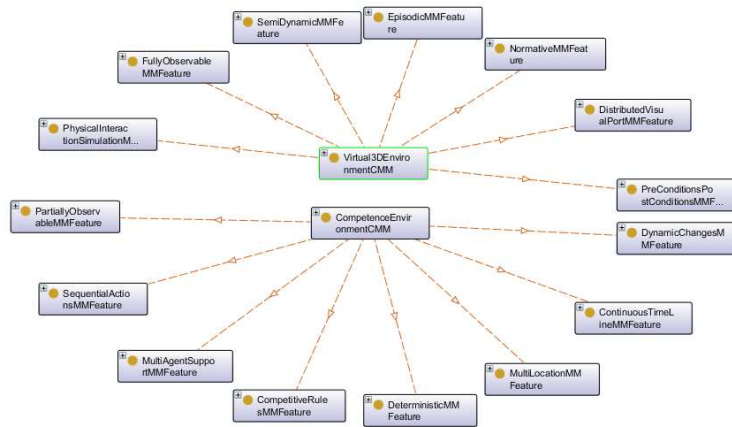 SemiDynamicMMFe
ature
EpisodicMMFeatu
re
NormativeMMFeat
ure
FullyObservable
MMFeature
DistributedVisu
alPortMMFeature
PhysicalInterac
tionSimulationM...
Virtual3DEnviro
nmentCMM
PreConditionsPo
stConditionsMMF...
PartiallyObserv
ableMMFeature
CompetenceEnvir
onmentCMM
DynamicChangesM
MFeature
SequentialActio
nsMMFeature
ContinuousTimeL
ineMMFeature
MultiAgentSuppo
rtMMFeature
MultiLocationMM
Feature
CompetitiveRule
sMMFeature
DeterministicMM
Feature